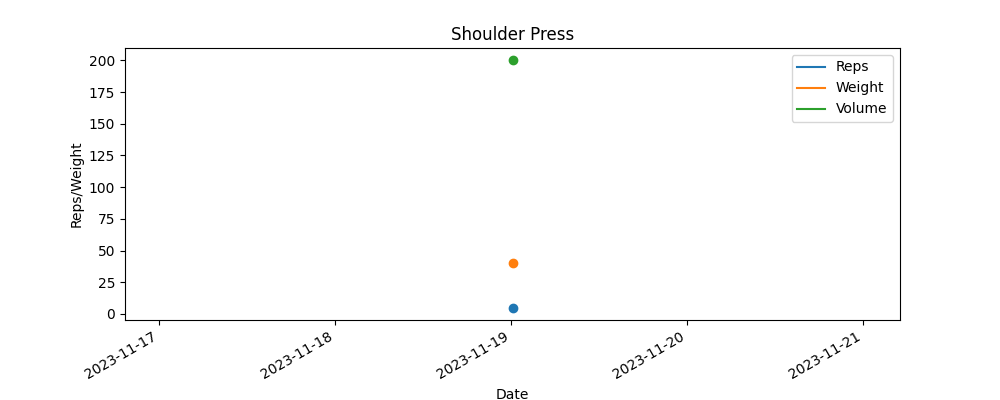 Shoulder Press
Reps
Weight
Volume
200
175
150
125
100
75
50
25
0
Reps/Weight
2023-11-17
2023-11-18
2023-11-19
2023-11-20
2023-11-21
Date